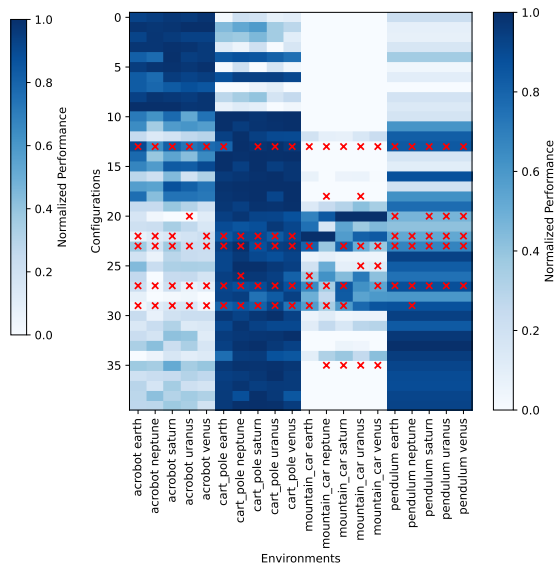 1.0
0.8
0.6
0.4
0.2
0.0
Normalized Performance
Configurations
0
5
10
15
20
25
30
35
acrobot earth
acrobot neptune
acrobot saturn
acrobot uranus
acrobot venus
cart_pole earth
cart_pole neptune
cart_pole saturn
cart_pole uranus
cart_pole venus
mountain_car earth
mountain_car neptune
mountain_car saturn
mountain_car uranus
mountain_car venus
pendulum earth
pendulum neptune
pendulum saturn
pendulum uranus
pendulum venus
Environments
1.0
0.8
0.6
0.4
0.2
0.0
Normalized Performance